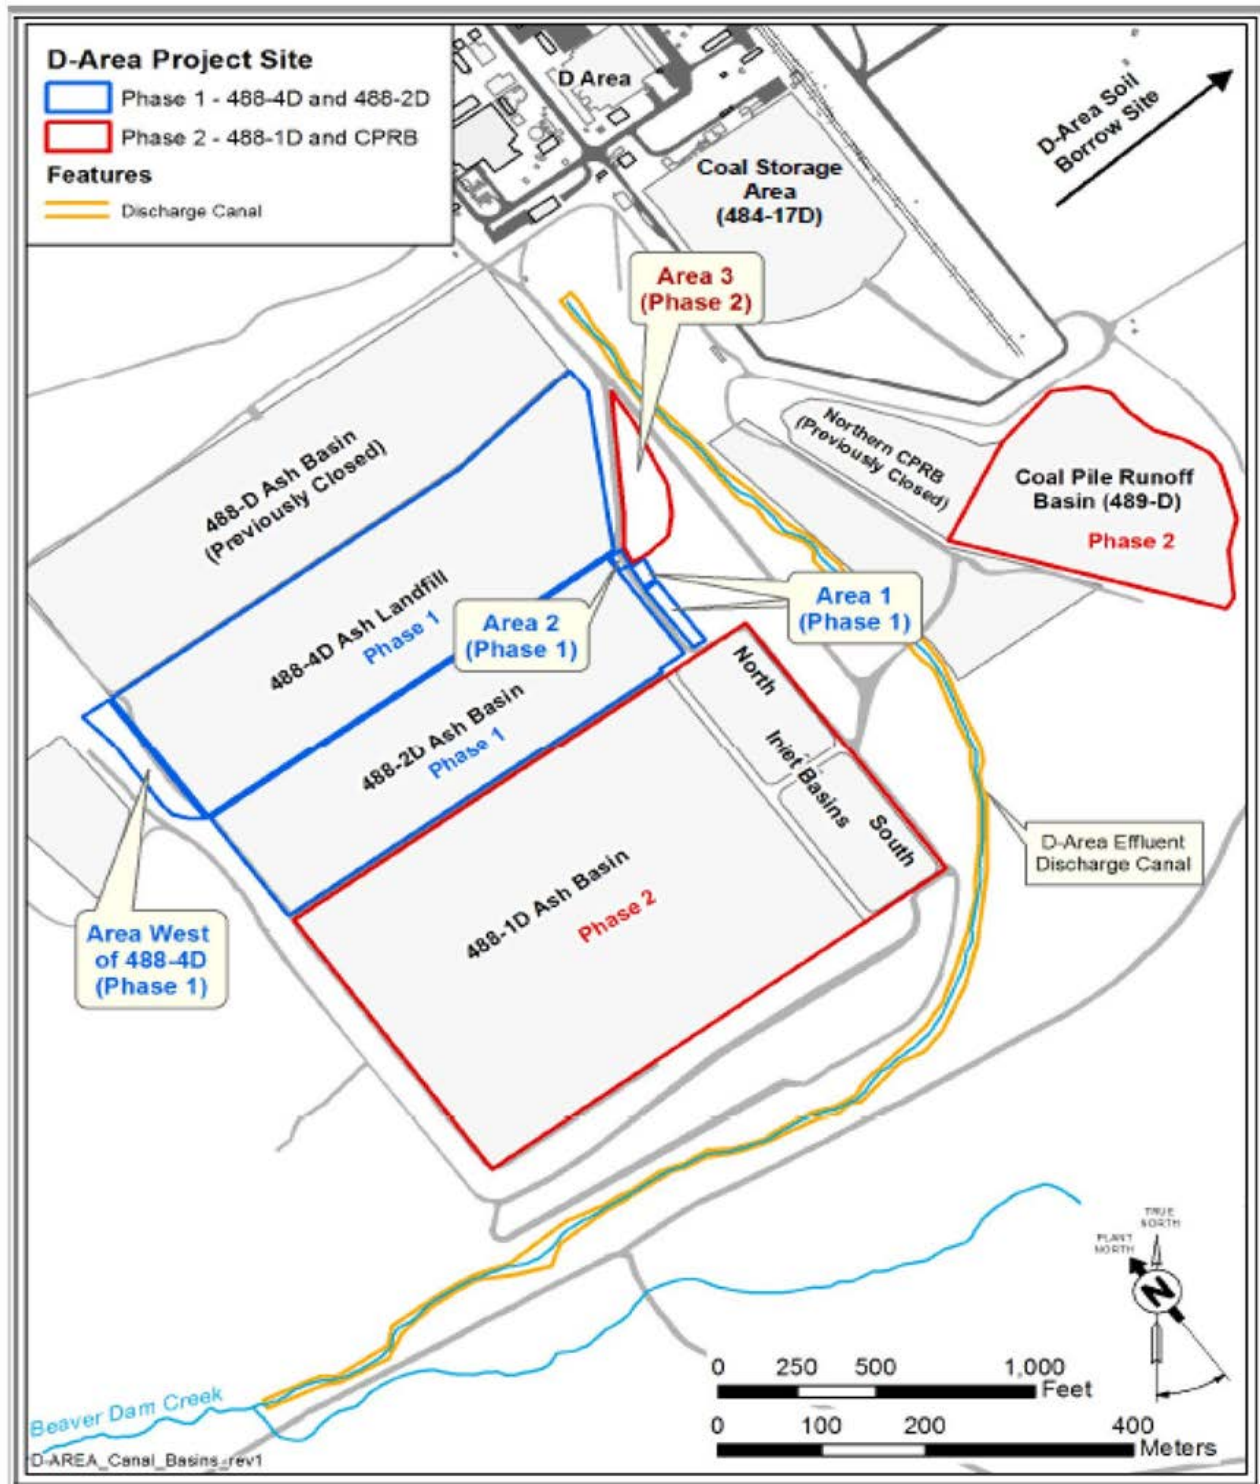 D-Area Project Site
Phase 1 - 488-4D and 488-2D
Phase 2 - 488-1D and CPRB
Features
Discharge Canal
D Area
D-Area Soil
Borrow Site
Coal Storage
Area
(484-17D)
Area 3
(Phase 2)
488-D Ash Basin
(Previously Closed)
Northern CPRB
(Previously Closed)
Coal Pile Runoff
Basin (489-D)
Phase 2
488-4D Ash Landfill
Phase 1
Area 2
(Phase 1)
Area 1
(Phase 1)
488-2D Ash Basin
Phase 1
North
Inlet Basins
South
D-Area Effluent
Discharge Canal
488-1D Ash Basin
Phase 2
Area West
of 488-4D
(Phase 1)
TRUE
NORTH
PLANT
NORTH
N
0 250 500 1,000
Feet
0 100 200 400
Meters
Beaver Dam Creek
D-AREA_Canal_Basins_rev1